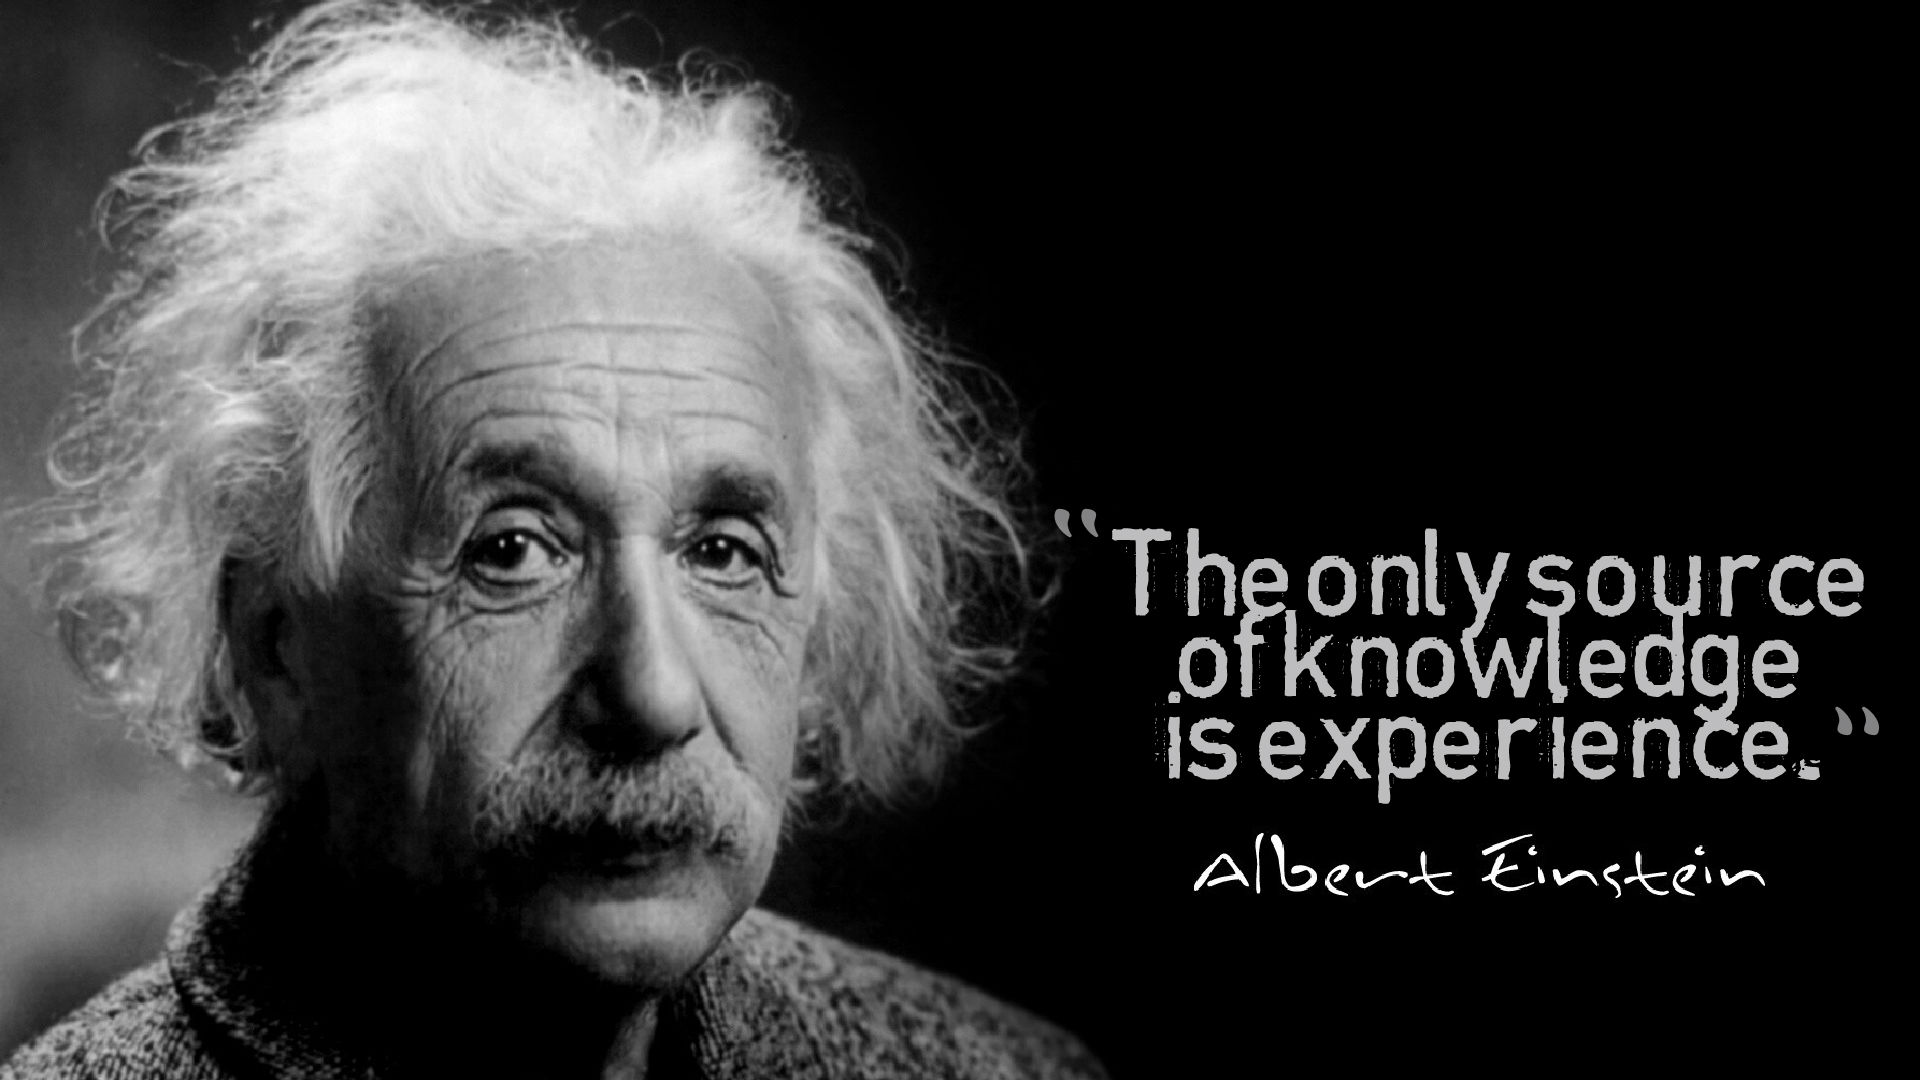 “The only source
of knowledge
is experience.”
Albert Einstein